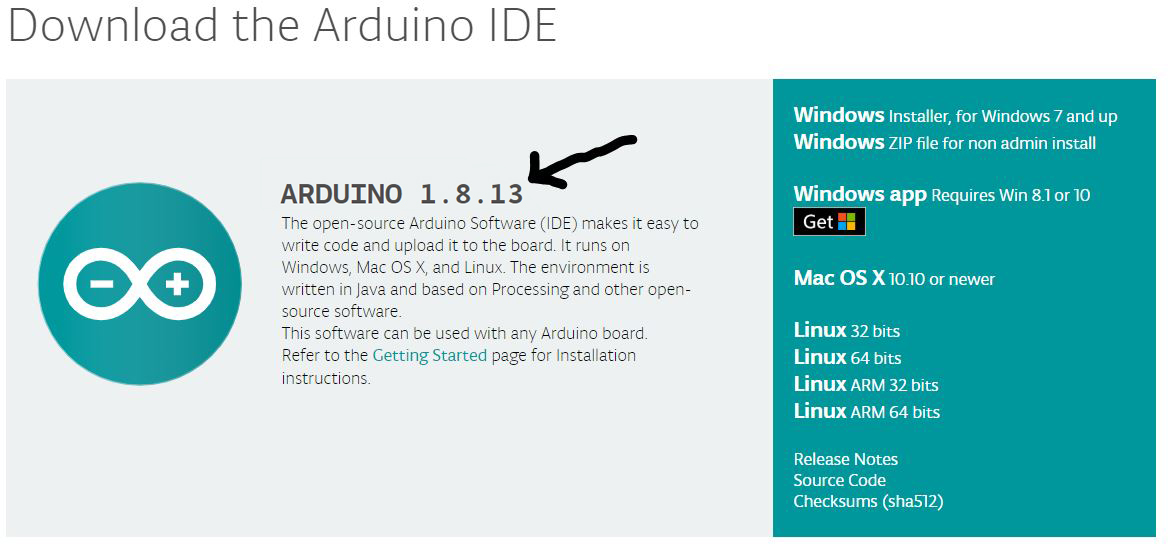 Download the Arduino IDE
ARDUINO 1.8.13
The open-source Arduino Software (IDE) makes it easy to
write code and upload it to the board. It runs on
Windows, Mac OS X, and Linux. The environment is
written in Java and based on Processing and other open-
source software.
This software can be used with any Arduino board.
Refer to the Getting Started page for Installation
instructions.
Windows Installer, for Windows 7 and up
Windows ZIP file for non admin install
Windows app Requires Win 8.1 or 10
Get
Mac OS X 10.10 or newer
Linux 32 bits
Linux 64 bits
Linux ARM 32 bits
Linux ARM 64 bits
Release Notes
Source Code
Checksums (sha512)